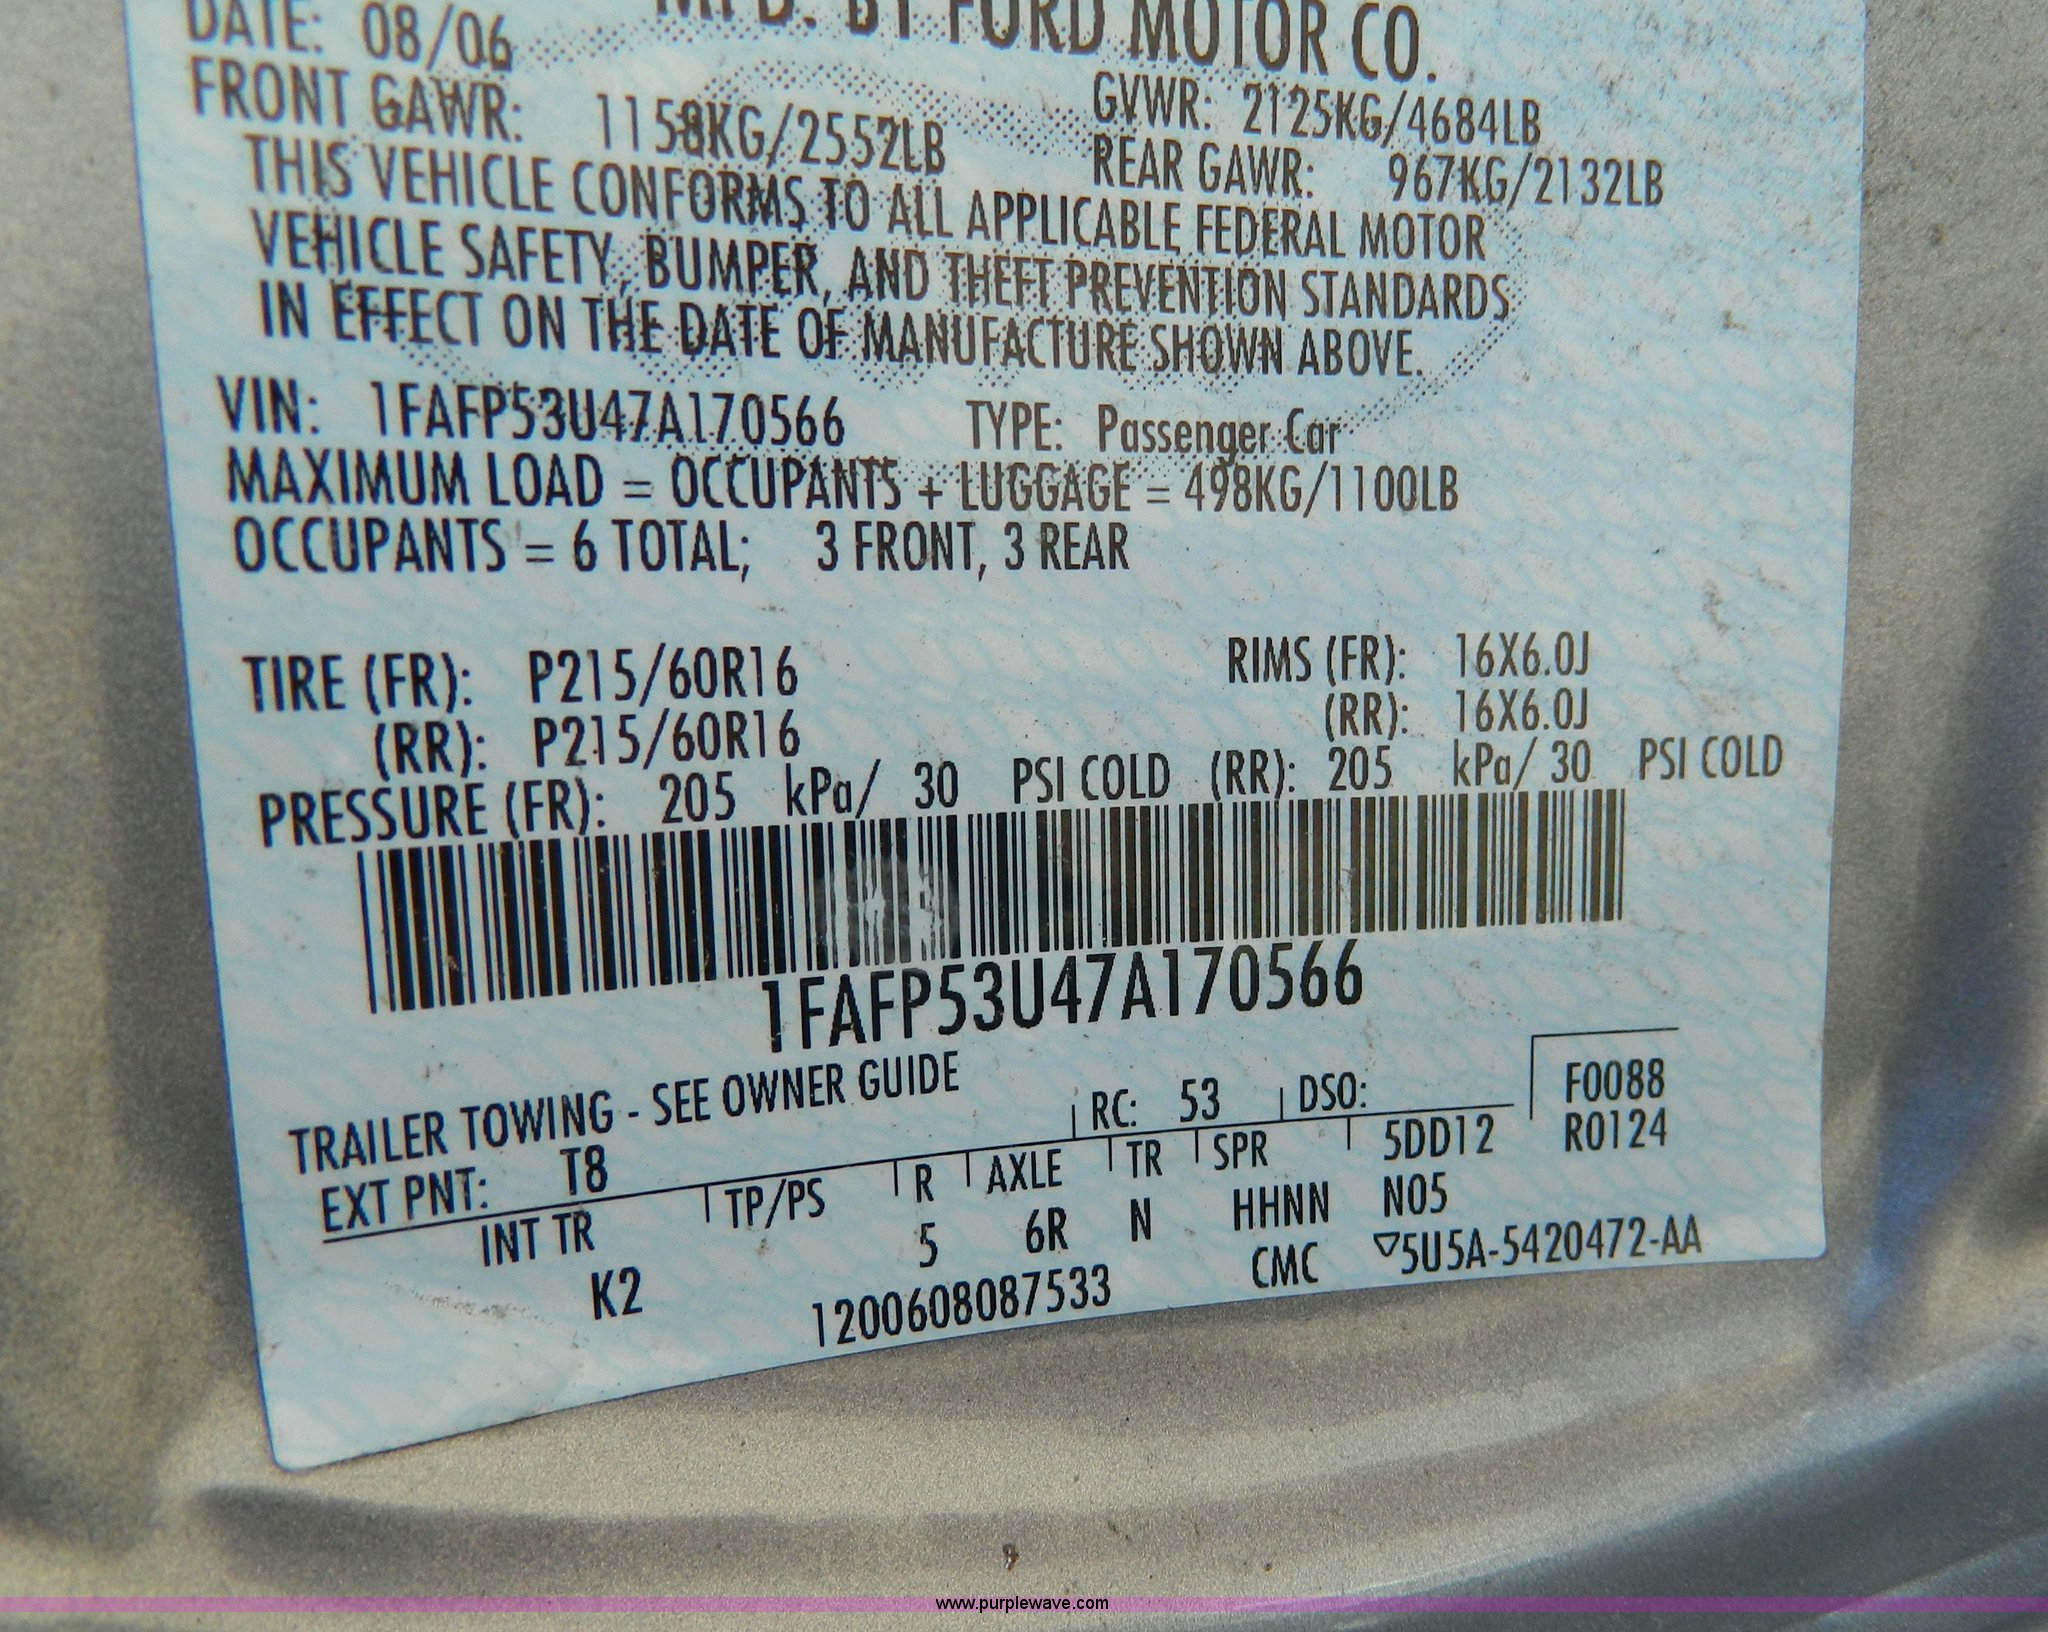 MFD. BY FORD MOTOR CO.
DATE: 08/06
GVWR: 2125KG/4684LB
FRONT GAWR: 1158KG/2552LB
REAR GAWR: 967KG/2132LB
THIS VEHICLE CONFORMS TO ALL APPLICABLE FEDERAL MOTOR
VEHICLE SAFETY, BUMPER, AND THEFT PREVENTION STANDARDS
IN EFFECT ON THE DATE OF MANUFACTURE SHOWN ABOVE.
VIN: 1FAFP53U47A170566 TYPE: Passenger Car
MAXIMUM LOAD = OCCUPANTS + LUGGAGE = 498KG/1100LB
OCCUPANTS = 6 TOTAL; 3 FRONT, 3 REAR
TIRE (FR): P215/60R16 RIMS (FR): 16X6.0J
(RR): P215/60R16 (RR): 16X6.0J
PRESSURE (FR): 205 kPa/ 30 PSI COLD (RR): 205 kPa/ 30 PSI COLD
1FAFP53U47A170566
TRAILER TOWING - SEE OWNER GUIDE
EXT PNT: T8 RC: 53 DSO: F0088
INT TR TP/PS R AXLE TR SPR 5DD12 R0124
K2 5 6R N HHNN N05
1200608087533 CMC ▽5U5A-5420472-AA
www.purplewave.com